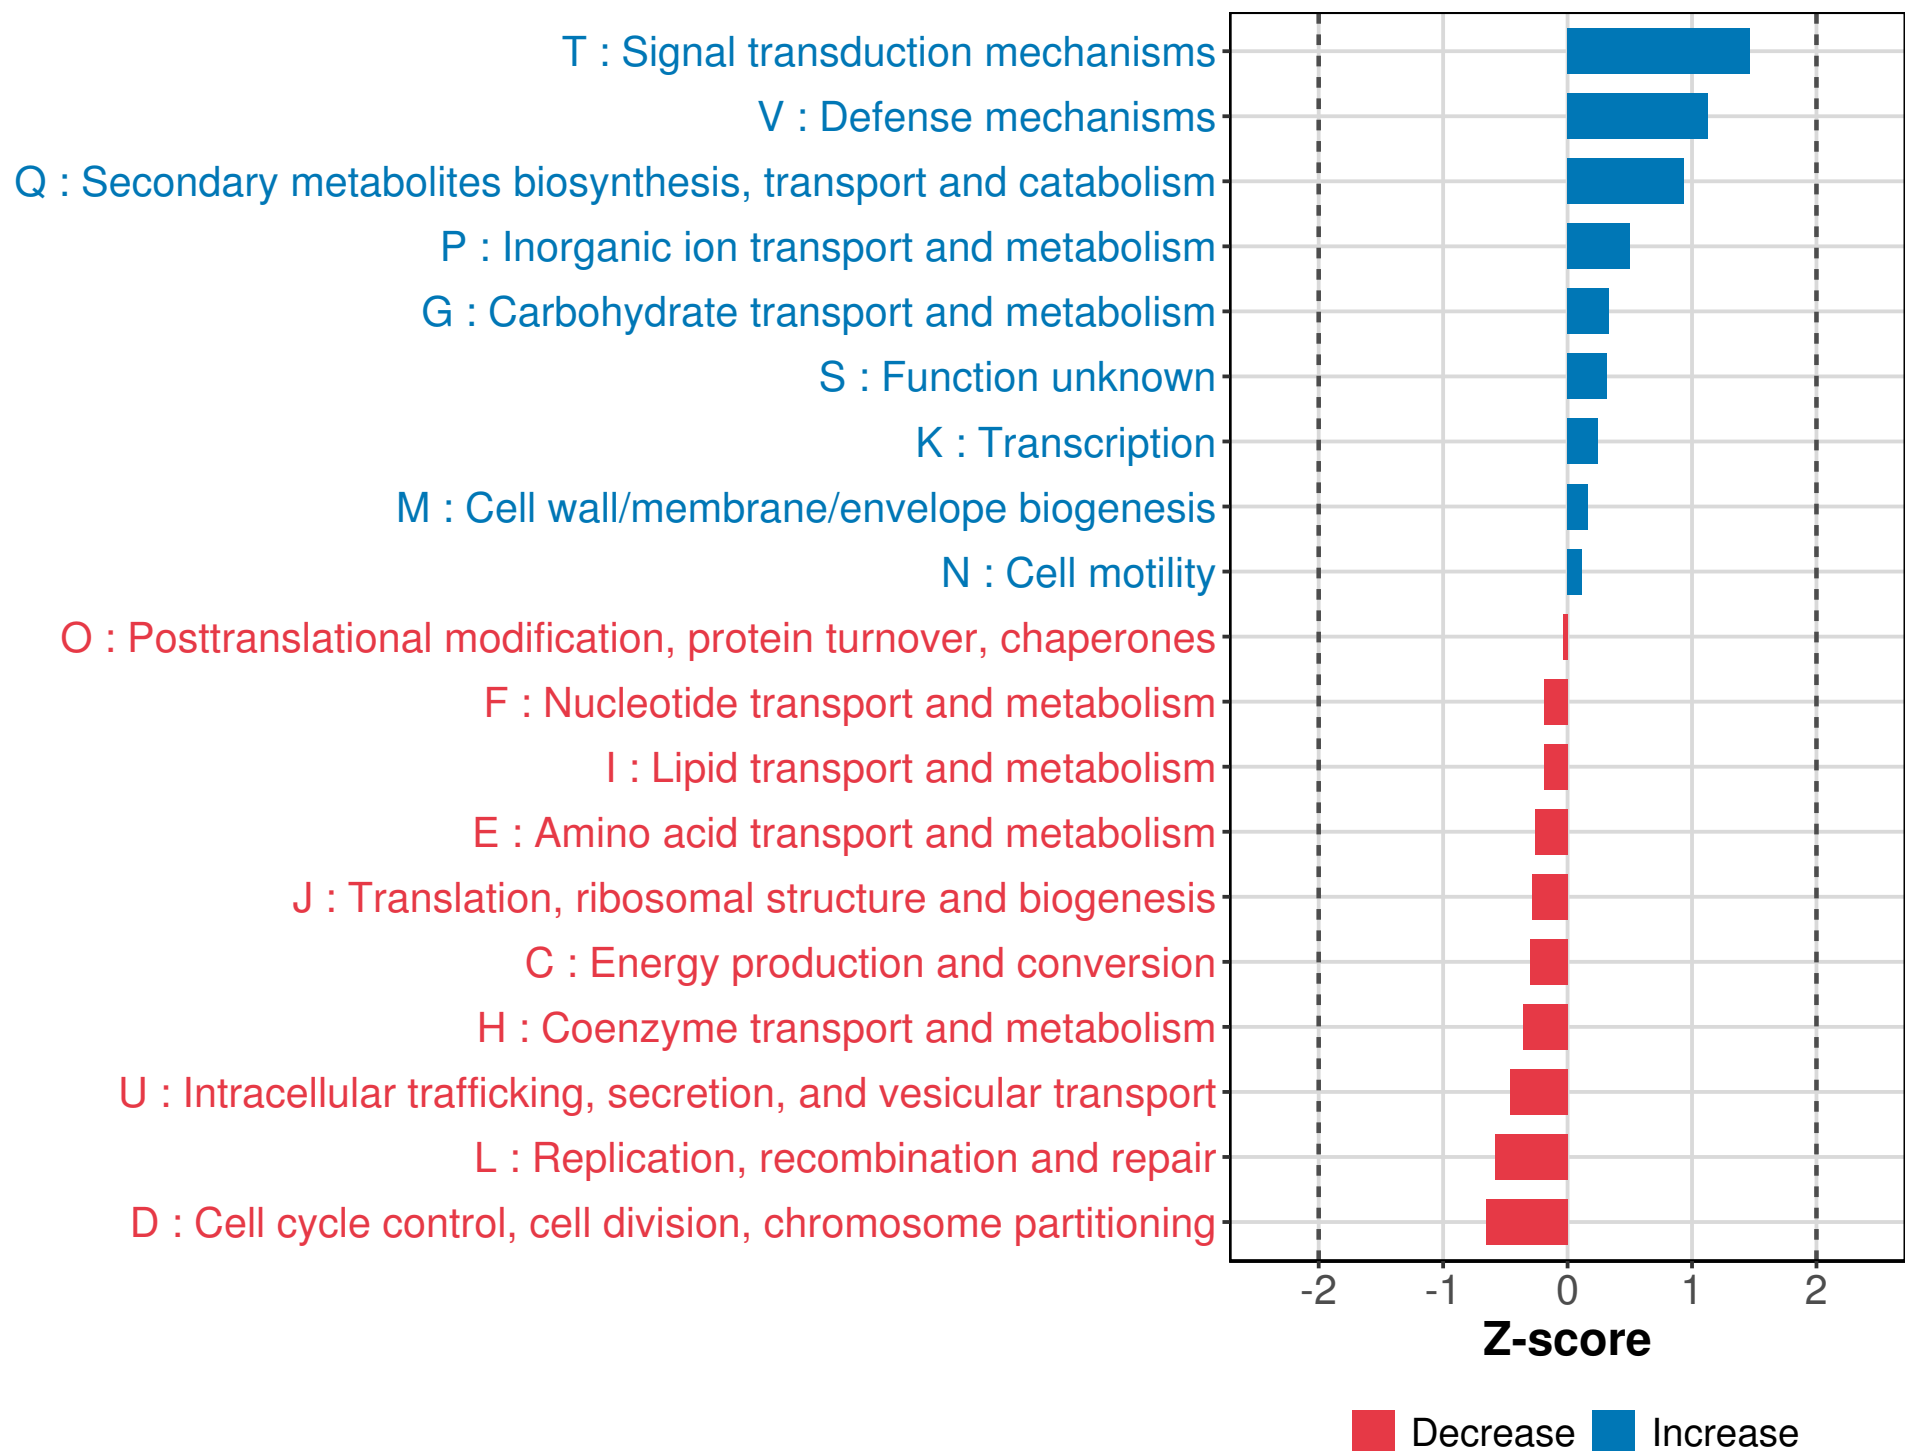 T : Signal transduction mechanisms
V : Defense mechanisms
Q : Secondary metabolites biosynthesis, transport and catabolism
P : Inorganic ion transport and metabolism
G : Carbohydrate transport and metabolism
S : Function unknown
K : Transcription
M : Cell wall/membrane/envelope biogenesis
N : Cell motility
O : Posttranslational modification, protein turnover, chaperones
F : Nucleotide transport and metabolism
I : Lipid transport and metabolism
E : Amino acid transport and metabolism
J : Translation, ribosomal structure and biogenesis
C : Energy production and conversion
H : Coenzyme transport and metabolism
U : Intracellular trafficking, secretion, and vesicular transport
L : Replication, recombination and repair
D : Cell cycle control, cell division, chromosome partitioning
-2 -1 0 1 2
Z-score
Decrease Increase